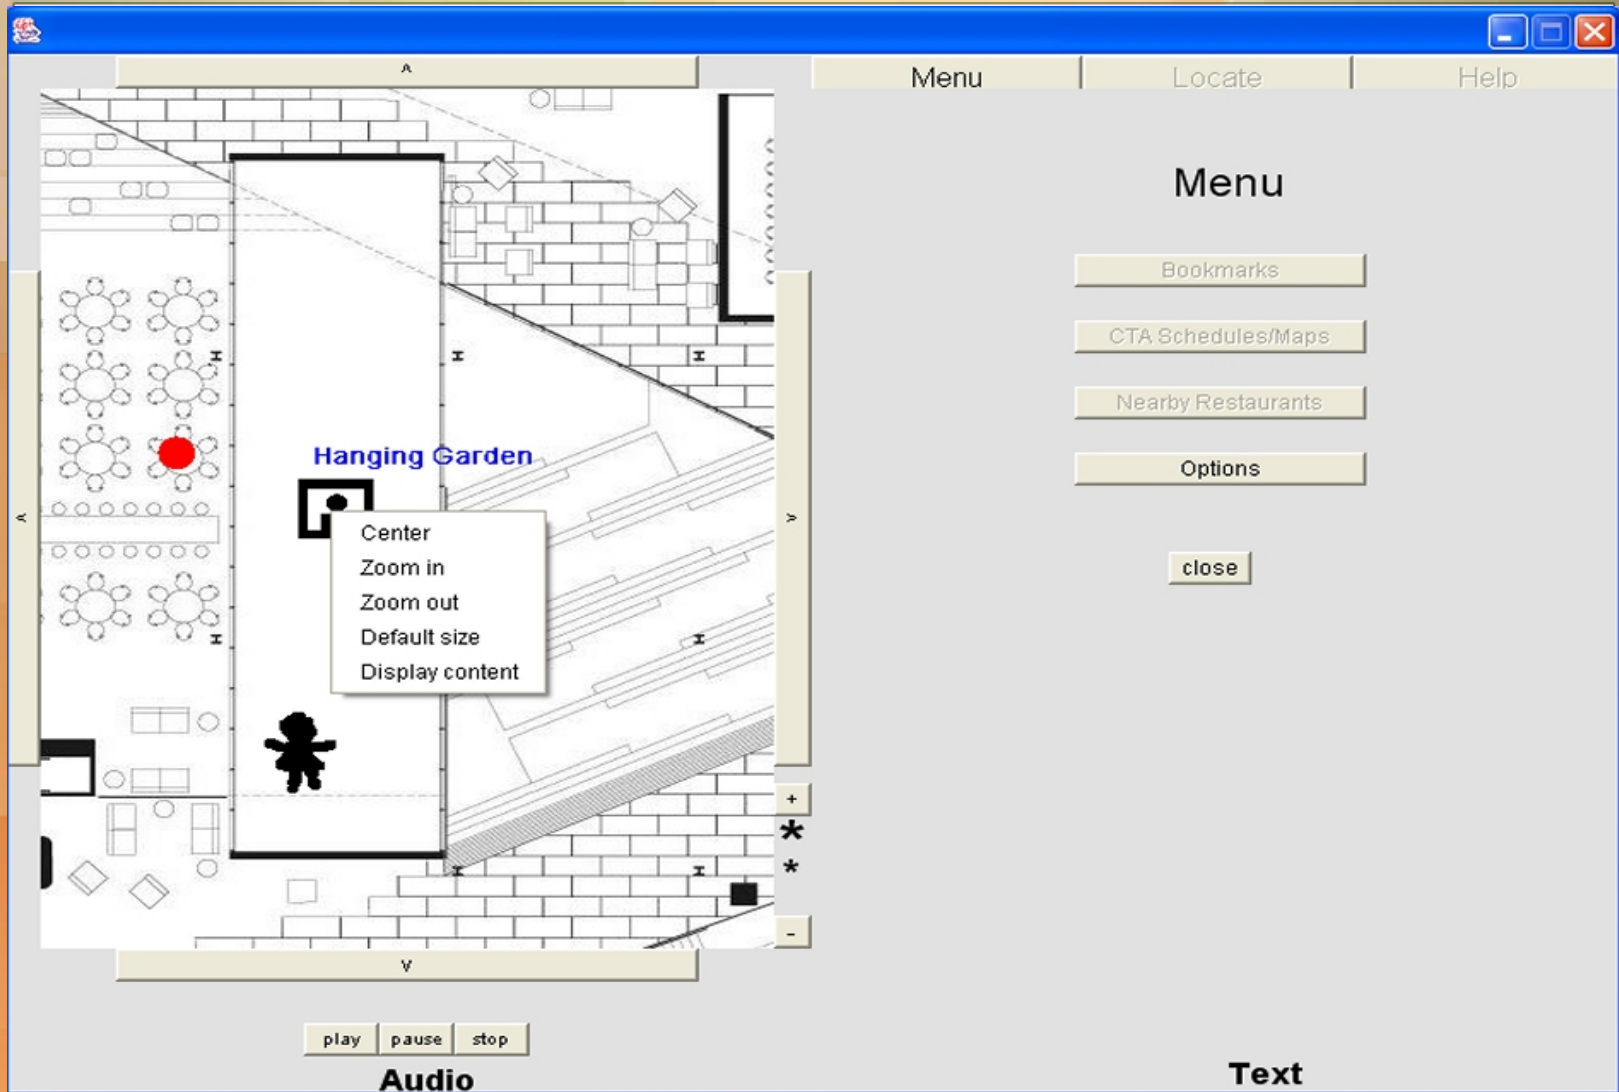 Menu
Locate
Help
Menu
Bookmarks
CTA Schedules/Maps
Nearby Restaurants
Options
close
Hanging Garden
Center
Zoom in
Zoom out
Default size
Display content
+
*
*
-
play
pause
stop
Audio
Text